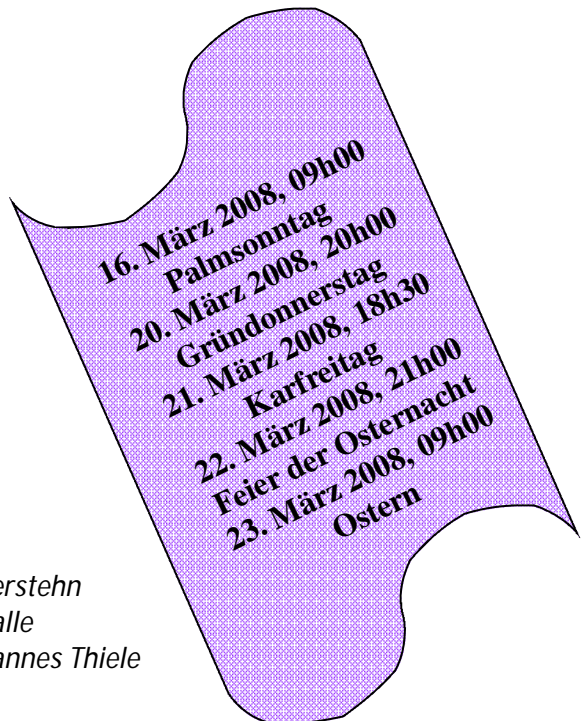 16. März 2008, 09h00
Palmsonntag
20. März 2008, 20h00
Gründonnerstag
21. März 2008, 18h30
Karfreitag
22. März 2008, 21h00
Feier der Osternacht
23. März 2008, 09h00
Ostern
erstehn
alle
annes Thiele